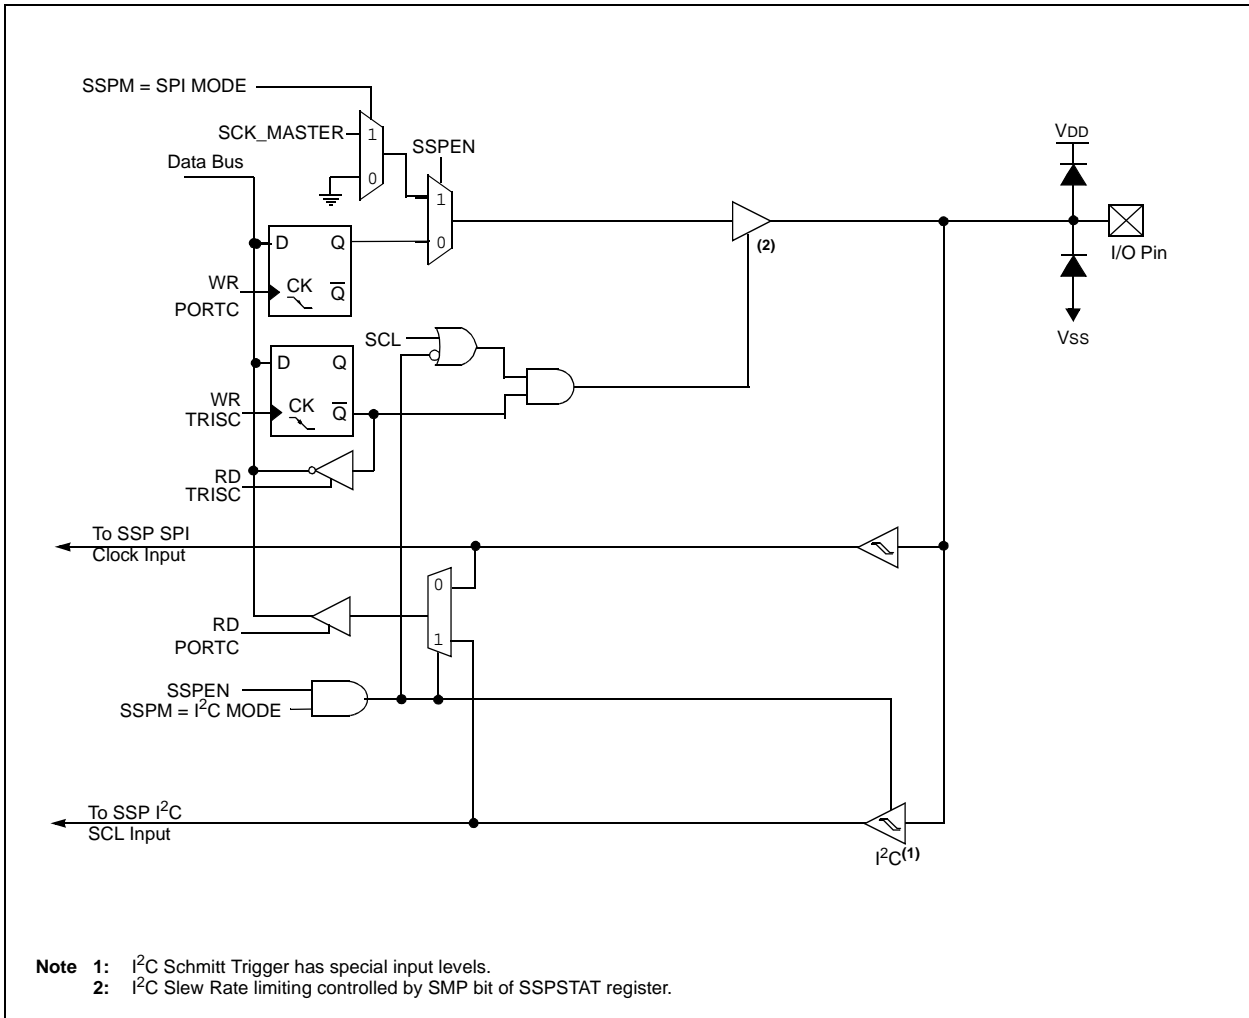 SSPM = SPI MODE
SCK_MASTER
1
0
SSPEN
1
0
Data Bus
VDD
I/O Pin
VSS
(2)
D Q
CK Q
WR
PORTC
SCL
D Q
CK Q
WR
TRISC
RD
TRISC
To SSP SPI
Clock Input
0
1
RD
PORTC
SSPEN
SSPM = I2C MODE
To SSP I2C
SCL Input
I2C(1)
Note 1: I2C Schmitt Trigger has special input levels.
2: I2C Slew Rate limiting controlled by SMP bit of SSPSTAT register.